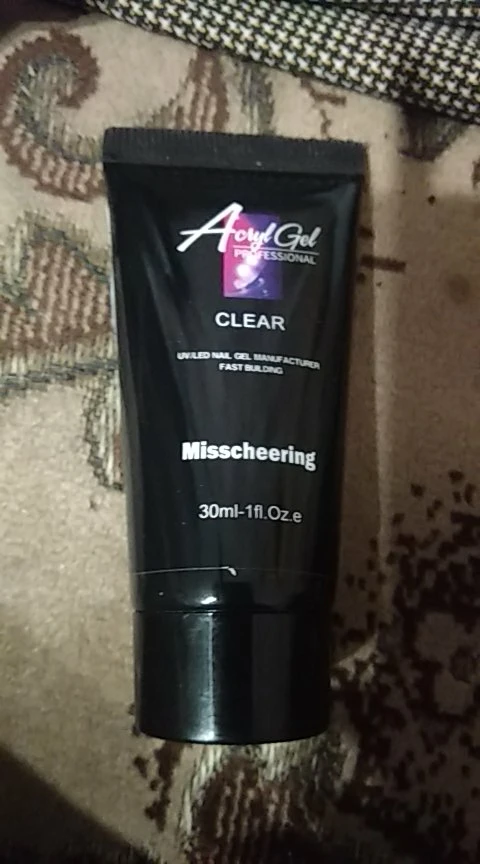 Acryl Gel
PROFESSIONAL
CLEAR
UV/LED NAIL GEL MANUFACTURER
FAST BUILDING
Misscheering
30ml-1fl.Oz.e